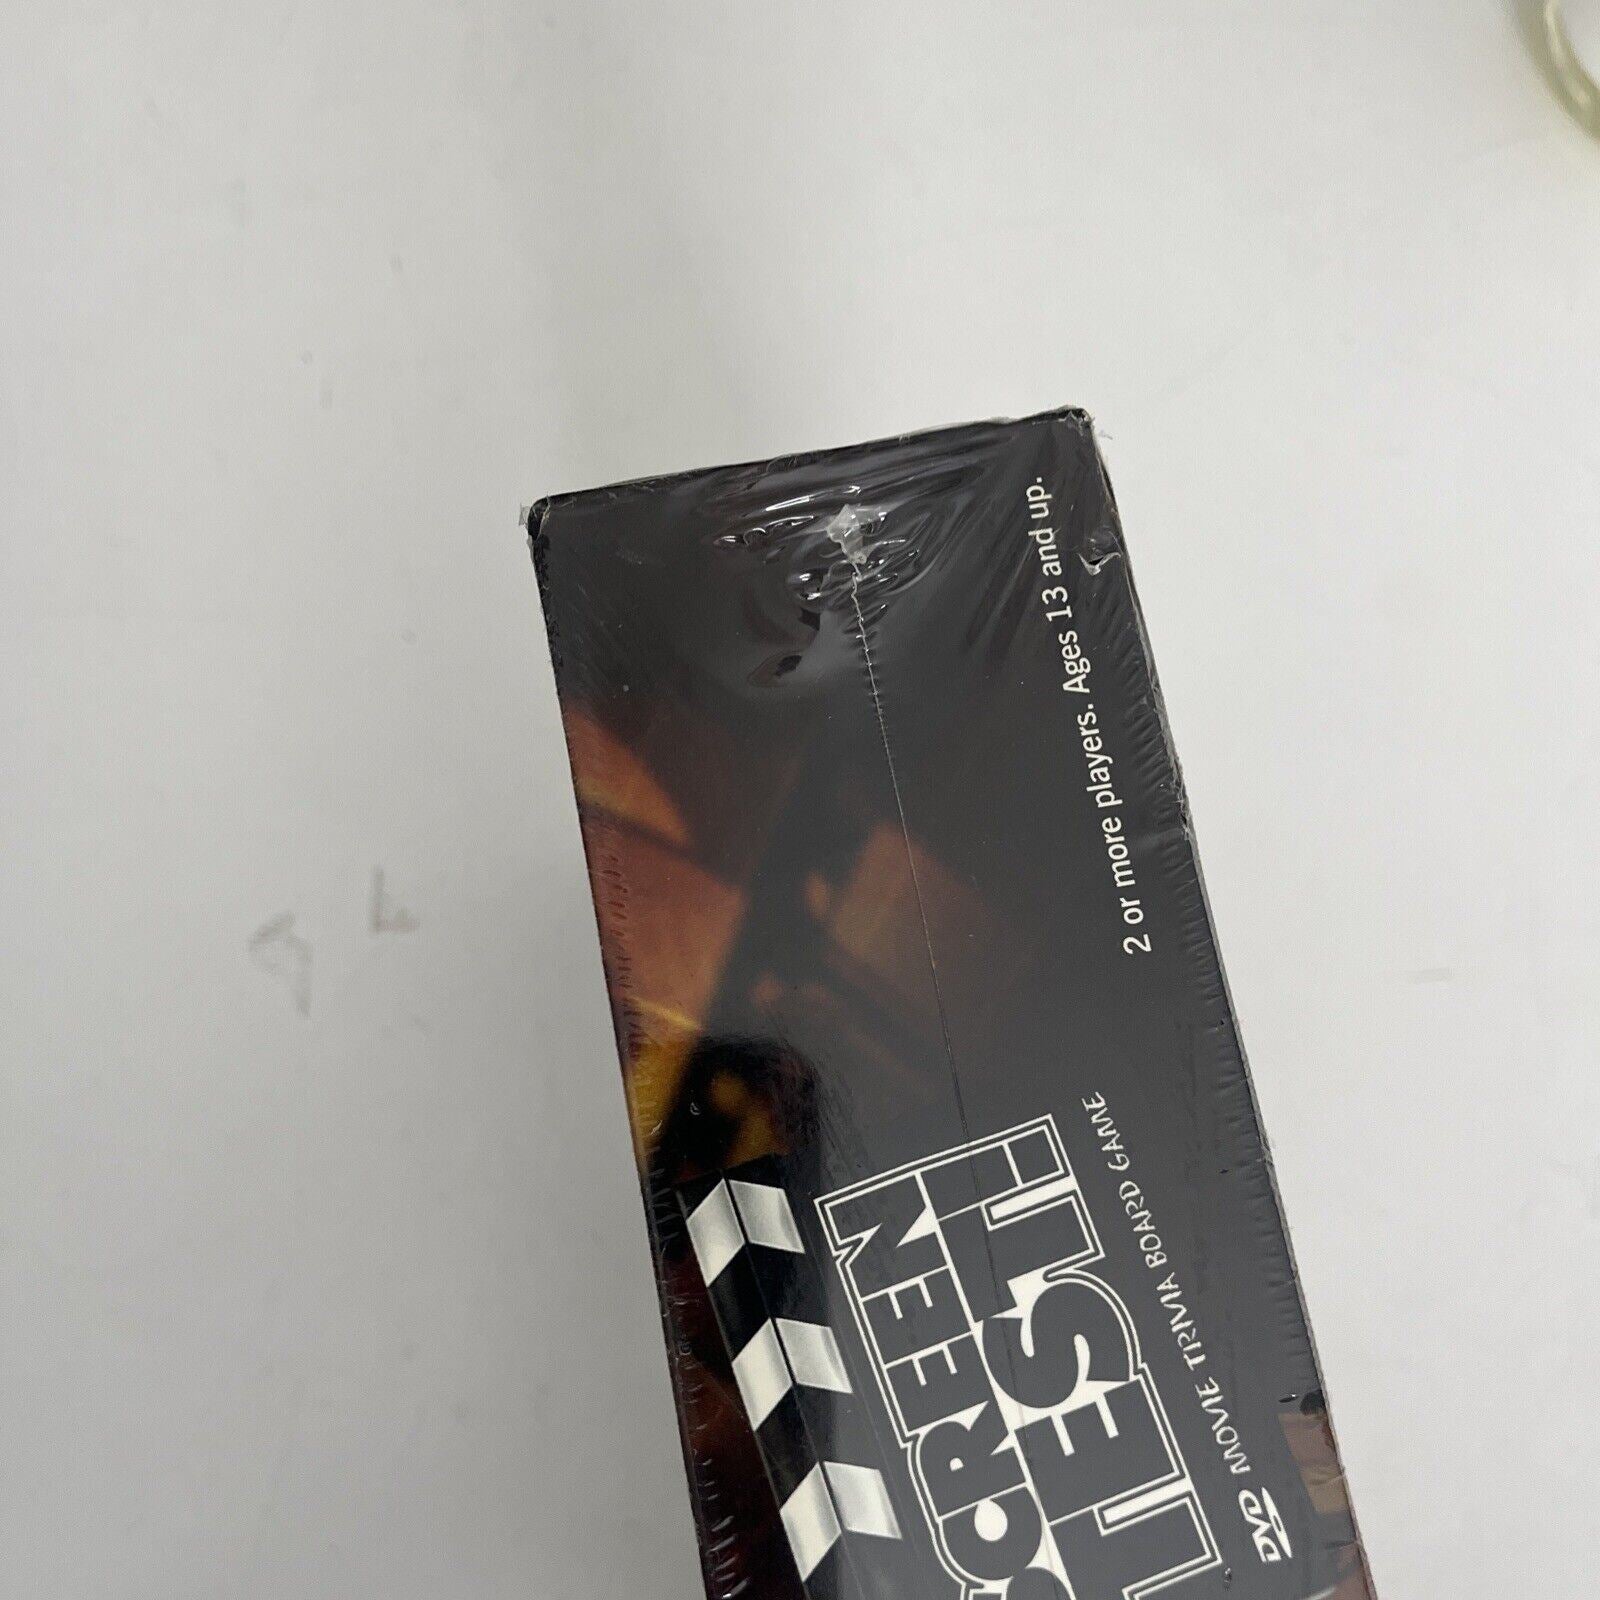 SCREEN
TEST
DVD MOVIE TRIVIA BOARD GAME
2 or more players. Ages 13 and up.